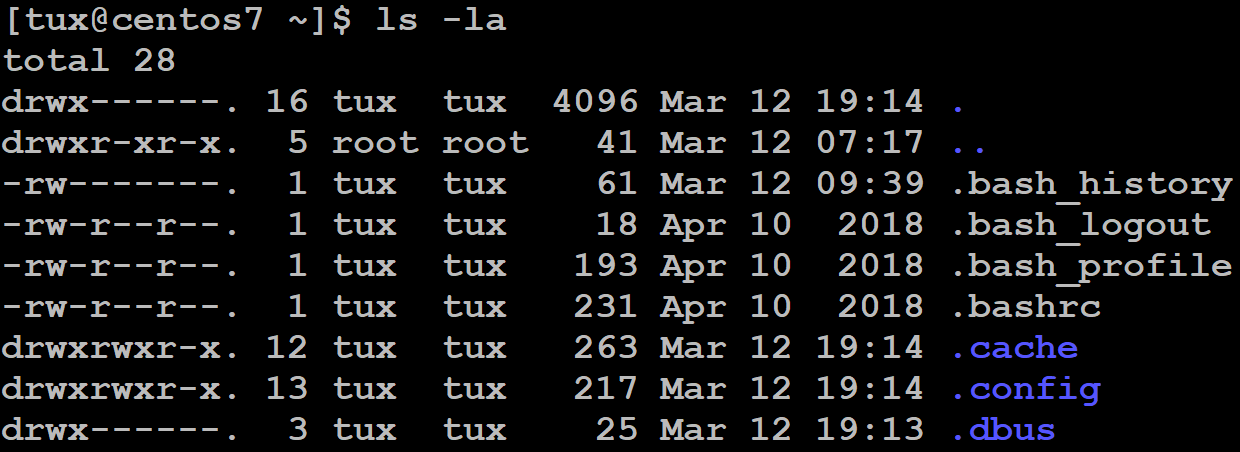 [tux@centos7 ~]$ ls -la
total 28
drwx------. 16 tux  tux  4096 Mar 12 19:14 .
drwxr-xr-x.  5 root root   41 Mar 12 07:17 ..
-rw-------.  1 tux  tux    61 Mar 12 09:39 .bash_history
-rw-r--r--.  1 tux  tux    18 Apr 10  2018 .bash_logout
-rw-r--r--.  1 tux  tux   193 Apr 10  2018 .bash_profile
-rw-r--r--.  1 tux  tux   231 Apr 10  2018 .bashrc
drwxrwxr-x. 12 tux  tux   263 Mar 12 19:14 .cache
drwxrwxr-x. 13 tux  tux   217 Mar 12 19:14 .config
drwx------.  3 tux  tux    25 Mar 12 19:13 .dbus